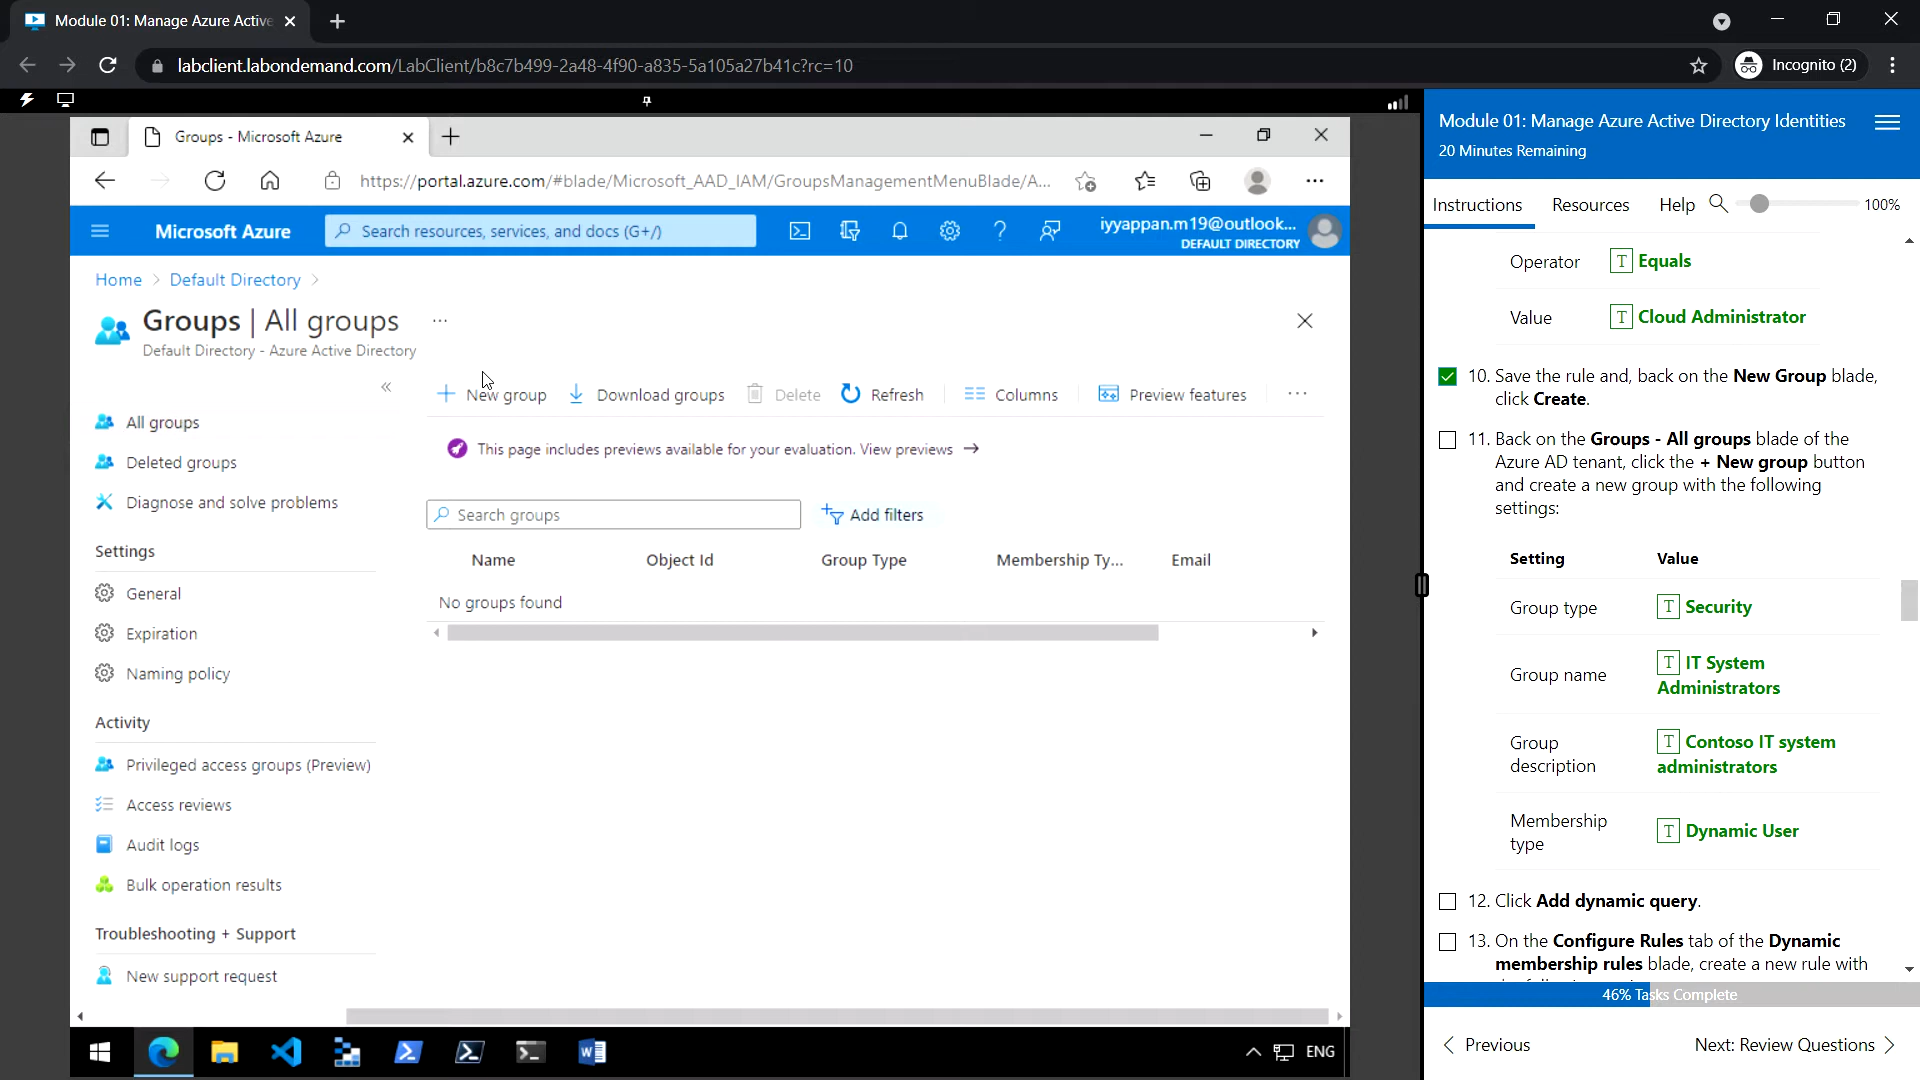 Module 01: Manage Azure Active
labclient.labondemand.com/LabClient/b8c7b499-2a48-4f90-a835-5a105a27b41c?rc=10
Incognito (2)
Groups - Microsoft Azure
https://portal.azure.com/#blade/Microsoft_AAD_IAM/GroupsManagementMenuBlade/A...
Microsoft Azure
Search resources, services, and docs (G+/)
iyyappan.m19@outlook...
DEFAULT DIRECTORY
Home > Default Directory >
Groups | All groups
Default Directory - Azure Active Directory
New group
Download groups
Delete
Refresh
Columns
Preview features
This page includes previews available for your evaluation. View previews →
Search groups
Add filters
Name
Object Id
Group Type
Membership Ty...
Email
No groups found
All groups
Deleted groups
Diagnose and solve problems
Settings
General
Expiration
Naming policy
Activity
Privileged access groups (Preview)
Access reviews
Audit logs
Bulk operation results
Troubleshooting + Support
New support request
ENG
Module 01: Manage Azure Active Directory Identities
20 Minutes Remaining
Instructions
Resources
Help
100%
Operator
T Equals
Value
T Cloud Administrator
10. Save the rule and, back on the New Group blade,
click Create.
11. Back on the Groups - All groups blade of the
Azure AD tenant, click the + New group button
and create a new group with the following
settings:
Setting
Value
Group type
T Security
Group name
T IT System
Administrators
Group
description
T Contoso IT system
administrators
Membership
type
T Dynamic User
12. Click Add dynamic query.
13. On the Configure Rules tab of the Dynamic
membership rules blade, create a new rule with
46% Tasks Complete
Previous
Next: Review Questions